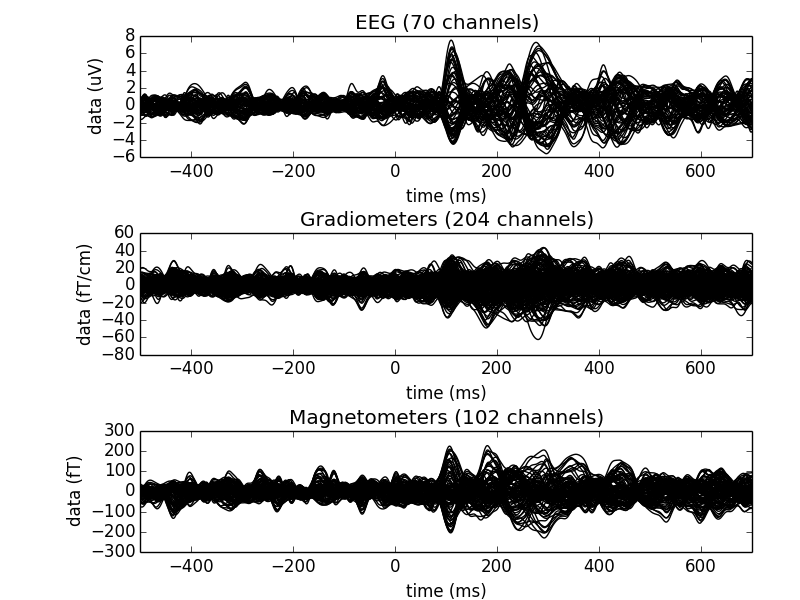 EEG (70 channels)
8
6
4
2
0
−2
−4
−6
data (uV)
−400 −200 0 200 400 600
time (ms)
Gradiometers (204 channels)
60
40
20
0
−20
−40
−60
−80
data (fT/cm)
−400 −200 0 200 400 600
time (ms)
Magnetometers (102 channels)
300
200
100
0
−100
−200
−300
data (fT)
−400 −200 0 200 400 600
time (ms)